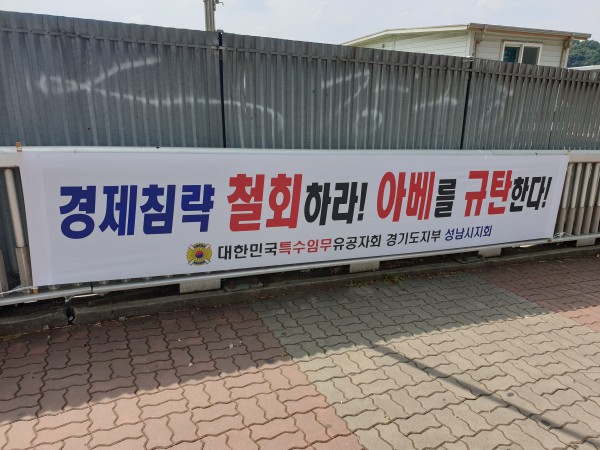 경제침략 철회하라! 아베를 규탄한다!
대한민국특수임무유공자회 경기도지부 성남시지회